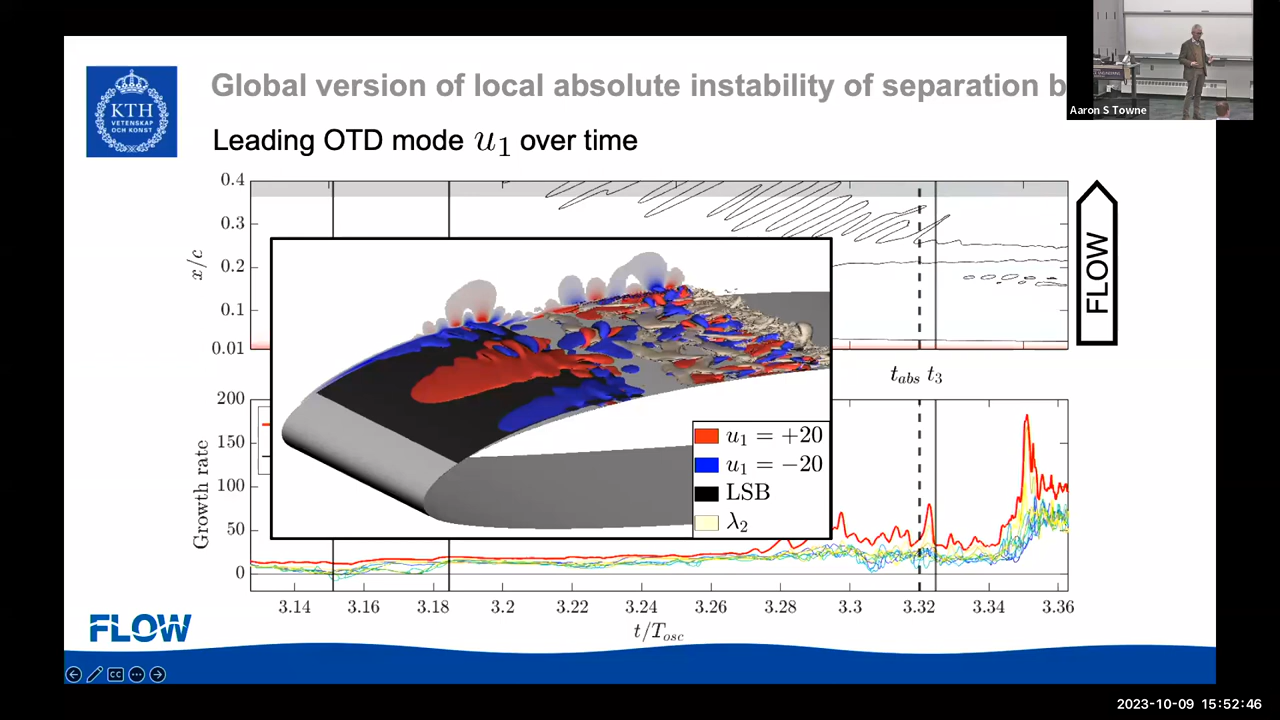 Global version of local absolute instability of separation b
Aaron S Towne
KTH
VETENSKAP
OCH KONST
Leading OTD mode u₁ over time
0.4
0.3
0.2
0.1
0.01
x/c
FLOW
t_abs t₃
200
150
100
50
0
Growth rate
u₁ = +20
u₁ = −20
LSB
λ₂
3.14 3.16 3.18 3.2 3.22 3.24 3.26 3.28 3.3 3.32 3.34 3.36
t/T_osc
FLOW
CC
2023-10-09 15:52:46